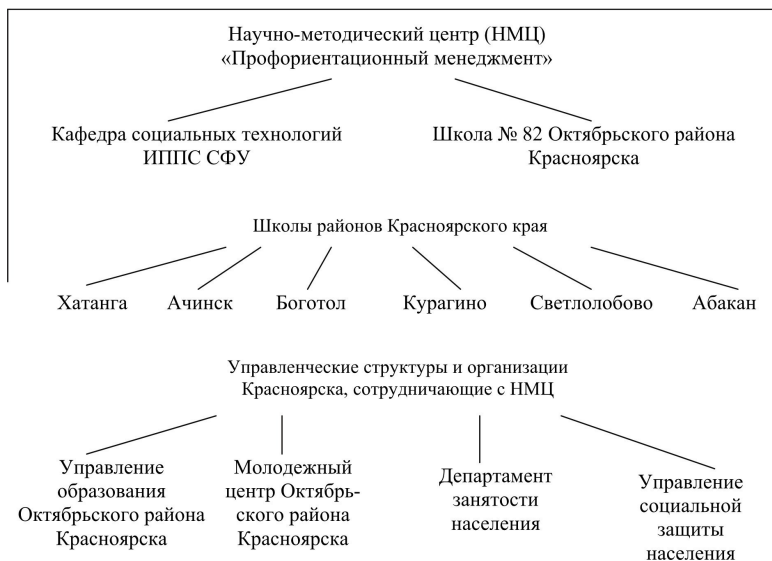 Научно-методический центр (НМЦ)
«Профориентационный менеджмент»
Кафедра социальных технологий
ИППС СФУ
Школа № 82 Октябрьского района
Красноярска
Школы районов Красноярского края
Хатанга
Ачинск
Боготол
Курагино
Светлолобово
Абакан
Управленческие структуры и организации
Красноярска, сотрудничающие с НМЦ
Управление
образования
Октябрьского района
Красноярска
Молодежный
центр Октябрь-
ского района
Красноярска
Департамент
занятости
населения
Управление
социальной
защиты
населения